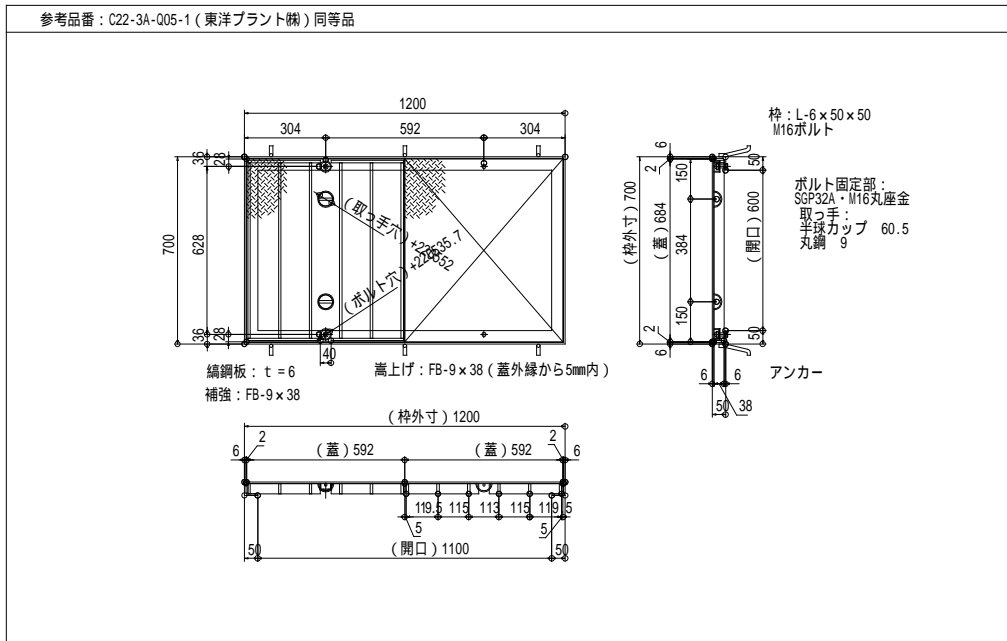 参考品番：C22-3A-Q05-1（東洋プラント㈱）同等品
1200
304
592
304
36
28
700
628
36
28
40
（取っ手穴）+22
（ボルト穴）+22
縞鋼板：ｔ=6
補強：FB-9×38
嵩上げ：FB-9×38（蓋外縁から5mm内）
枠：L-6×50×50
M16ボルト
ボルト固定部：
SGP32A・M16丸座金
取っ手：
半球カップ 60.5
丸鋼 9
6
2
（枠外寸）700
（蓋）684
150
384
150
50
（開口）600
50
2
6
6
6
50
38
アンカー
（枠外寸）1200
2
2
6
（蓋）592
（蓋）592
6
119.5
115
113
115
119.5
5
5
50
（開口）1100
50